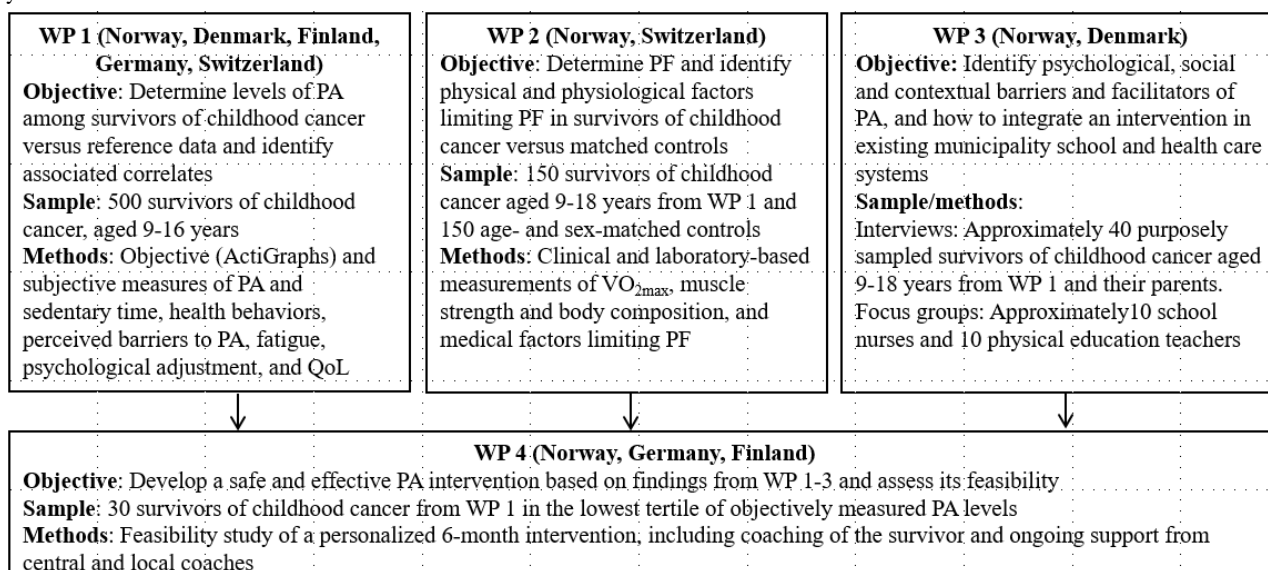 WP 1 (Norway, Denmark, Finland,
Germany, Switzerland)
Objective: Determine levels of PA
among survivors of childhood cancer
versus reference data and identify
associated correlates
Sample: 500 survivors of childhood
cancer, aged 9-16 years
Methods: Objective (ActiGraphs) and
subjective measures of PA and
sedentary time, health behaviors,
perceived barriers to PA, fatigue,
psychological adjustment, and QoL
WP 2 (Norway, Switzerland)
Objective: Determine PF and identify
physical and physiological factors
limiting PF in survivors of childhood
cancer versus matched controls
Sample: 150 survivors of childhood
cancer aged 9-18 years from WP 1 and
150 age- and sex-matched controls
Methods: Clinical and laboratory-based
measurements of VO2max, muscle
strength and body composition, and
medical factors limiting PF
WP 3 (Norway, Denmark)
Objective: Identify psychological, social
and contextual barriers and facilitators of
PA, and how to integrate an intervention in
existing municipality school and health care
systems
Sample/methods:
Interviews: Approximately 40 purposely
sampled survivors of childhood cancer aged
9-18 years from WP 1 and their parents.
Focus groups: Approximately10 school
nurses and 10 physical education teachers
WP 4 (Norway, Germany, Finland)
Objective: Develop a safe and effective PA intervention based on findings from WP 1-3 and assess its feasibility
Sample: 30 survivors of childhood cancer from WP 1 in the lowest tertile of objectively measured PA levels
Methods: Feasibility study of a personalized 6-month intervention, including coaching of the survivor and ongoing support from
central and local coaches